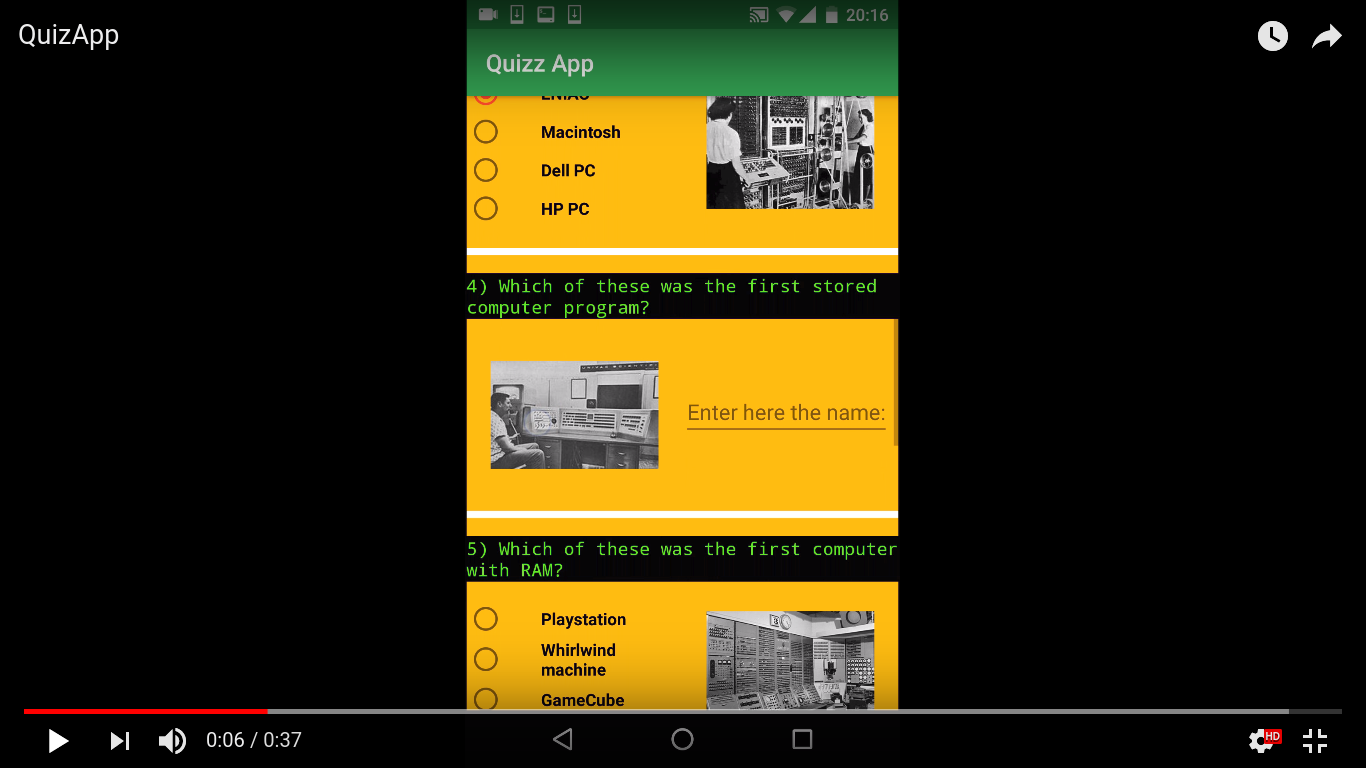 QuizApp
20:16
Quizz App
ENIAC
Macintosh
Dell PC
HP PC
4) Which of these was the first stored
computer program?
Enter here the name:
5) Which of these was the first computer
with RAM?
Playstation
Whirlwind
machine
GameCube
0:06 / 0:37
HD